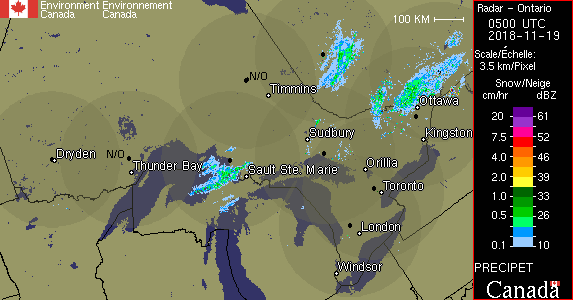 Environment Environnement
Canada Canada
100 KM
N/O
Timmins
Ottawa
Sudbury
Kingston
Dryden
N/O
Thunder Bay
Sault Ste. Marie
Orillia
Toronto
London
Windsor
Radar - Ontario
0500 UTC
2018-11-19
Scale/Échelle:
3.5 km/Pixel
Snow/Neige
cm/hr dBZ
20 61
7.5 52
4.0 46
2.0 39
1.0 33
0.5 26
0.1 10
PRECIPET
Canada